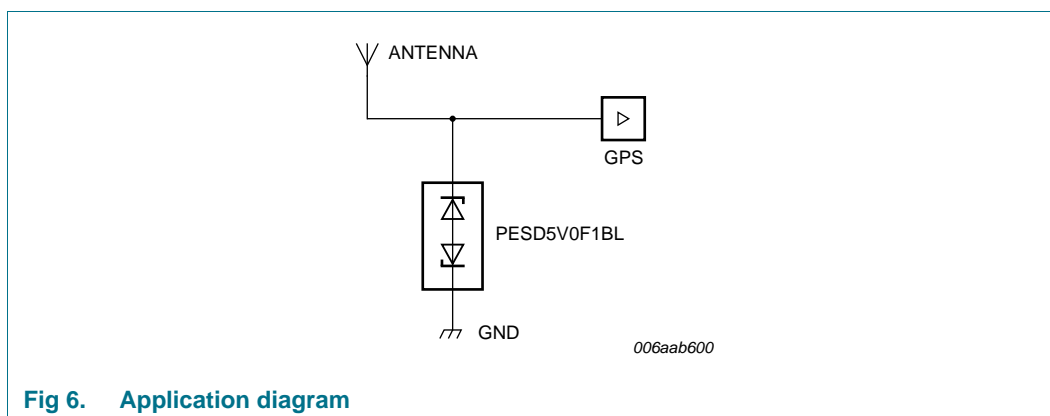 ANTENNA
GPS
PESD5V0F1BL
GND
006aab600
Fig 6. Application diagram